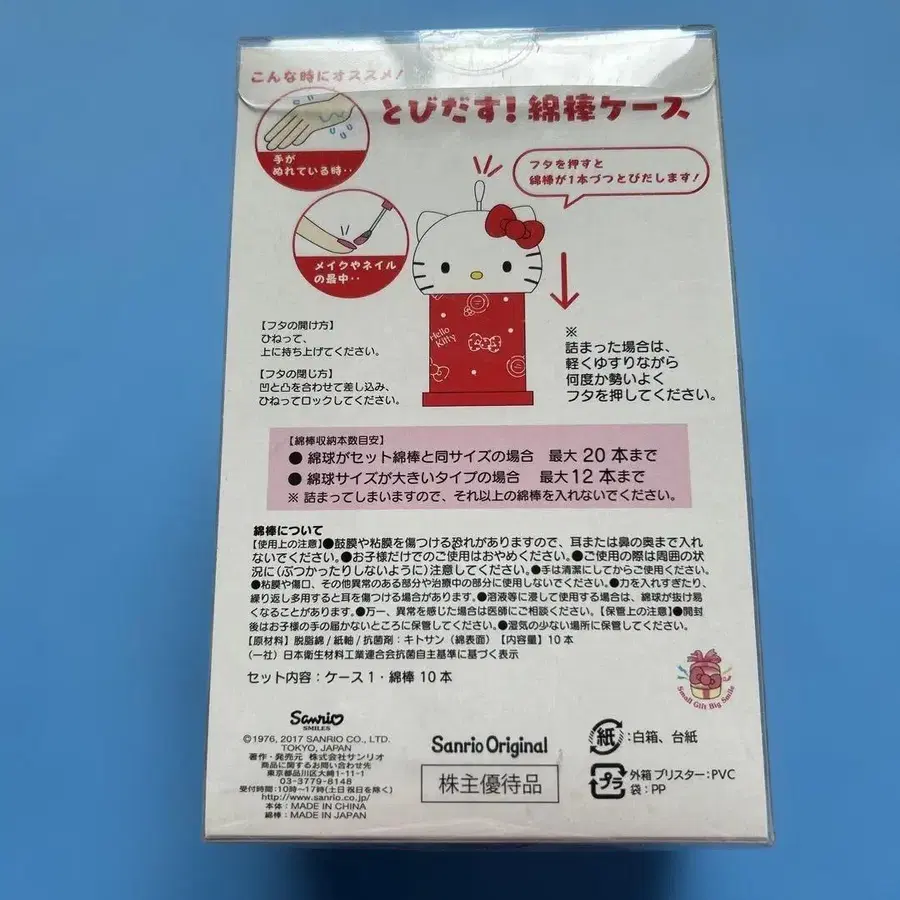 こんな時にオススメ!
とびだす!綿棒ケース
手が
ぬれている時‥
フタを押すと
綿棒が1本づつとびだします!
メイクやネイル
の最中‥
Hello
Kitty
【フタの開け方】
ひねって、
上に持ち上げてください。
【フタの閉じ方】
凹と凸を合わせて差し込み、
ひねってロックしてください。
※
詰まった場合は、
軽くゆすりながら
何度か勢いよく
フタを押してください。
【綿棒収納本数目安】
● 綿球がセット綿棒と同サイズの場合 最大 20 本まで
● 綿球サイズが大きいタイプの場合 最大 12 本まで
※ 詰まってしまいますので、それ以上の綿棒を入れないでください。
綿棒について
【使用上の注意】●鼓膜や粘膜を傷つける恐れがありますので、耳または鼻の奥まで入れ
ないでください。●お子様だけでのご使用はおやめください。●ご使用の際は周囲の状
況に(ぶつかったりしないように)注意してください。●手は清潔にしてからご使用ください。
●粘膜や傷口、その他異常のある部分や治療中の部分に使用しないでください。●力を入れすぎたり、
繰り返し多用すると耳を傷つける場合があります。●溶液等に浸して使用する場合は、綿球が抜け易
くなることがあります。●万一、異常を感じた場合は医師にご相談ください。【保管上の注意】●開封
後はお子様の手の届かないところに保管してください。●湿気の少ない場所に保管してください。
【原材料】脱脂綿/紙軸/抗菌剤:キトサン(綿表面)【内容量】10本
(一社)日本衛生材料工業連合会抗菌自主基準に基づく表示
セット内容:ケース1・綿棒10本
Small Gift Big Smile
Sanrio
SMILES
©1976, 2017 SANRIO CO., LTD.
TOKYO, JAPAN
著作・発売元 株式会社サンリオ
商品に関するお問い合わせ先
東京都品川区大崎1-11-1
03-3779-8148
受付時間:10時~17時(土日祝日を除く)
http://www.sanrio.co.jp/
本体:MADE IN CHINA
綿棒:MADE IN JAPAN
Sanrio Original
株主優待品
紙:白箱、台紙
プラ 外箱ブリスター:PVC
袋:PP